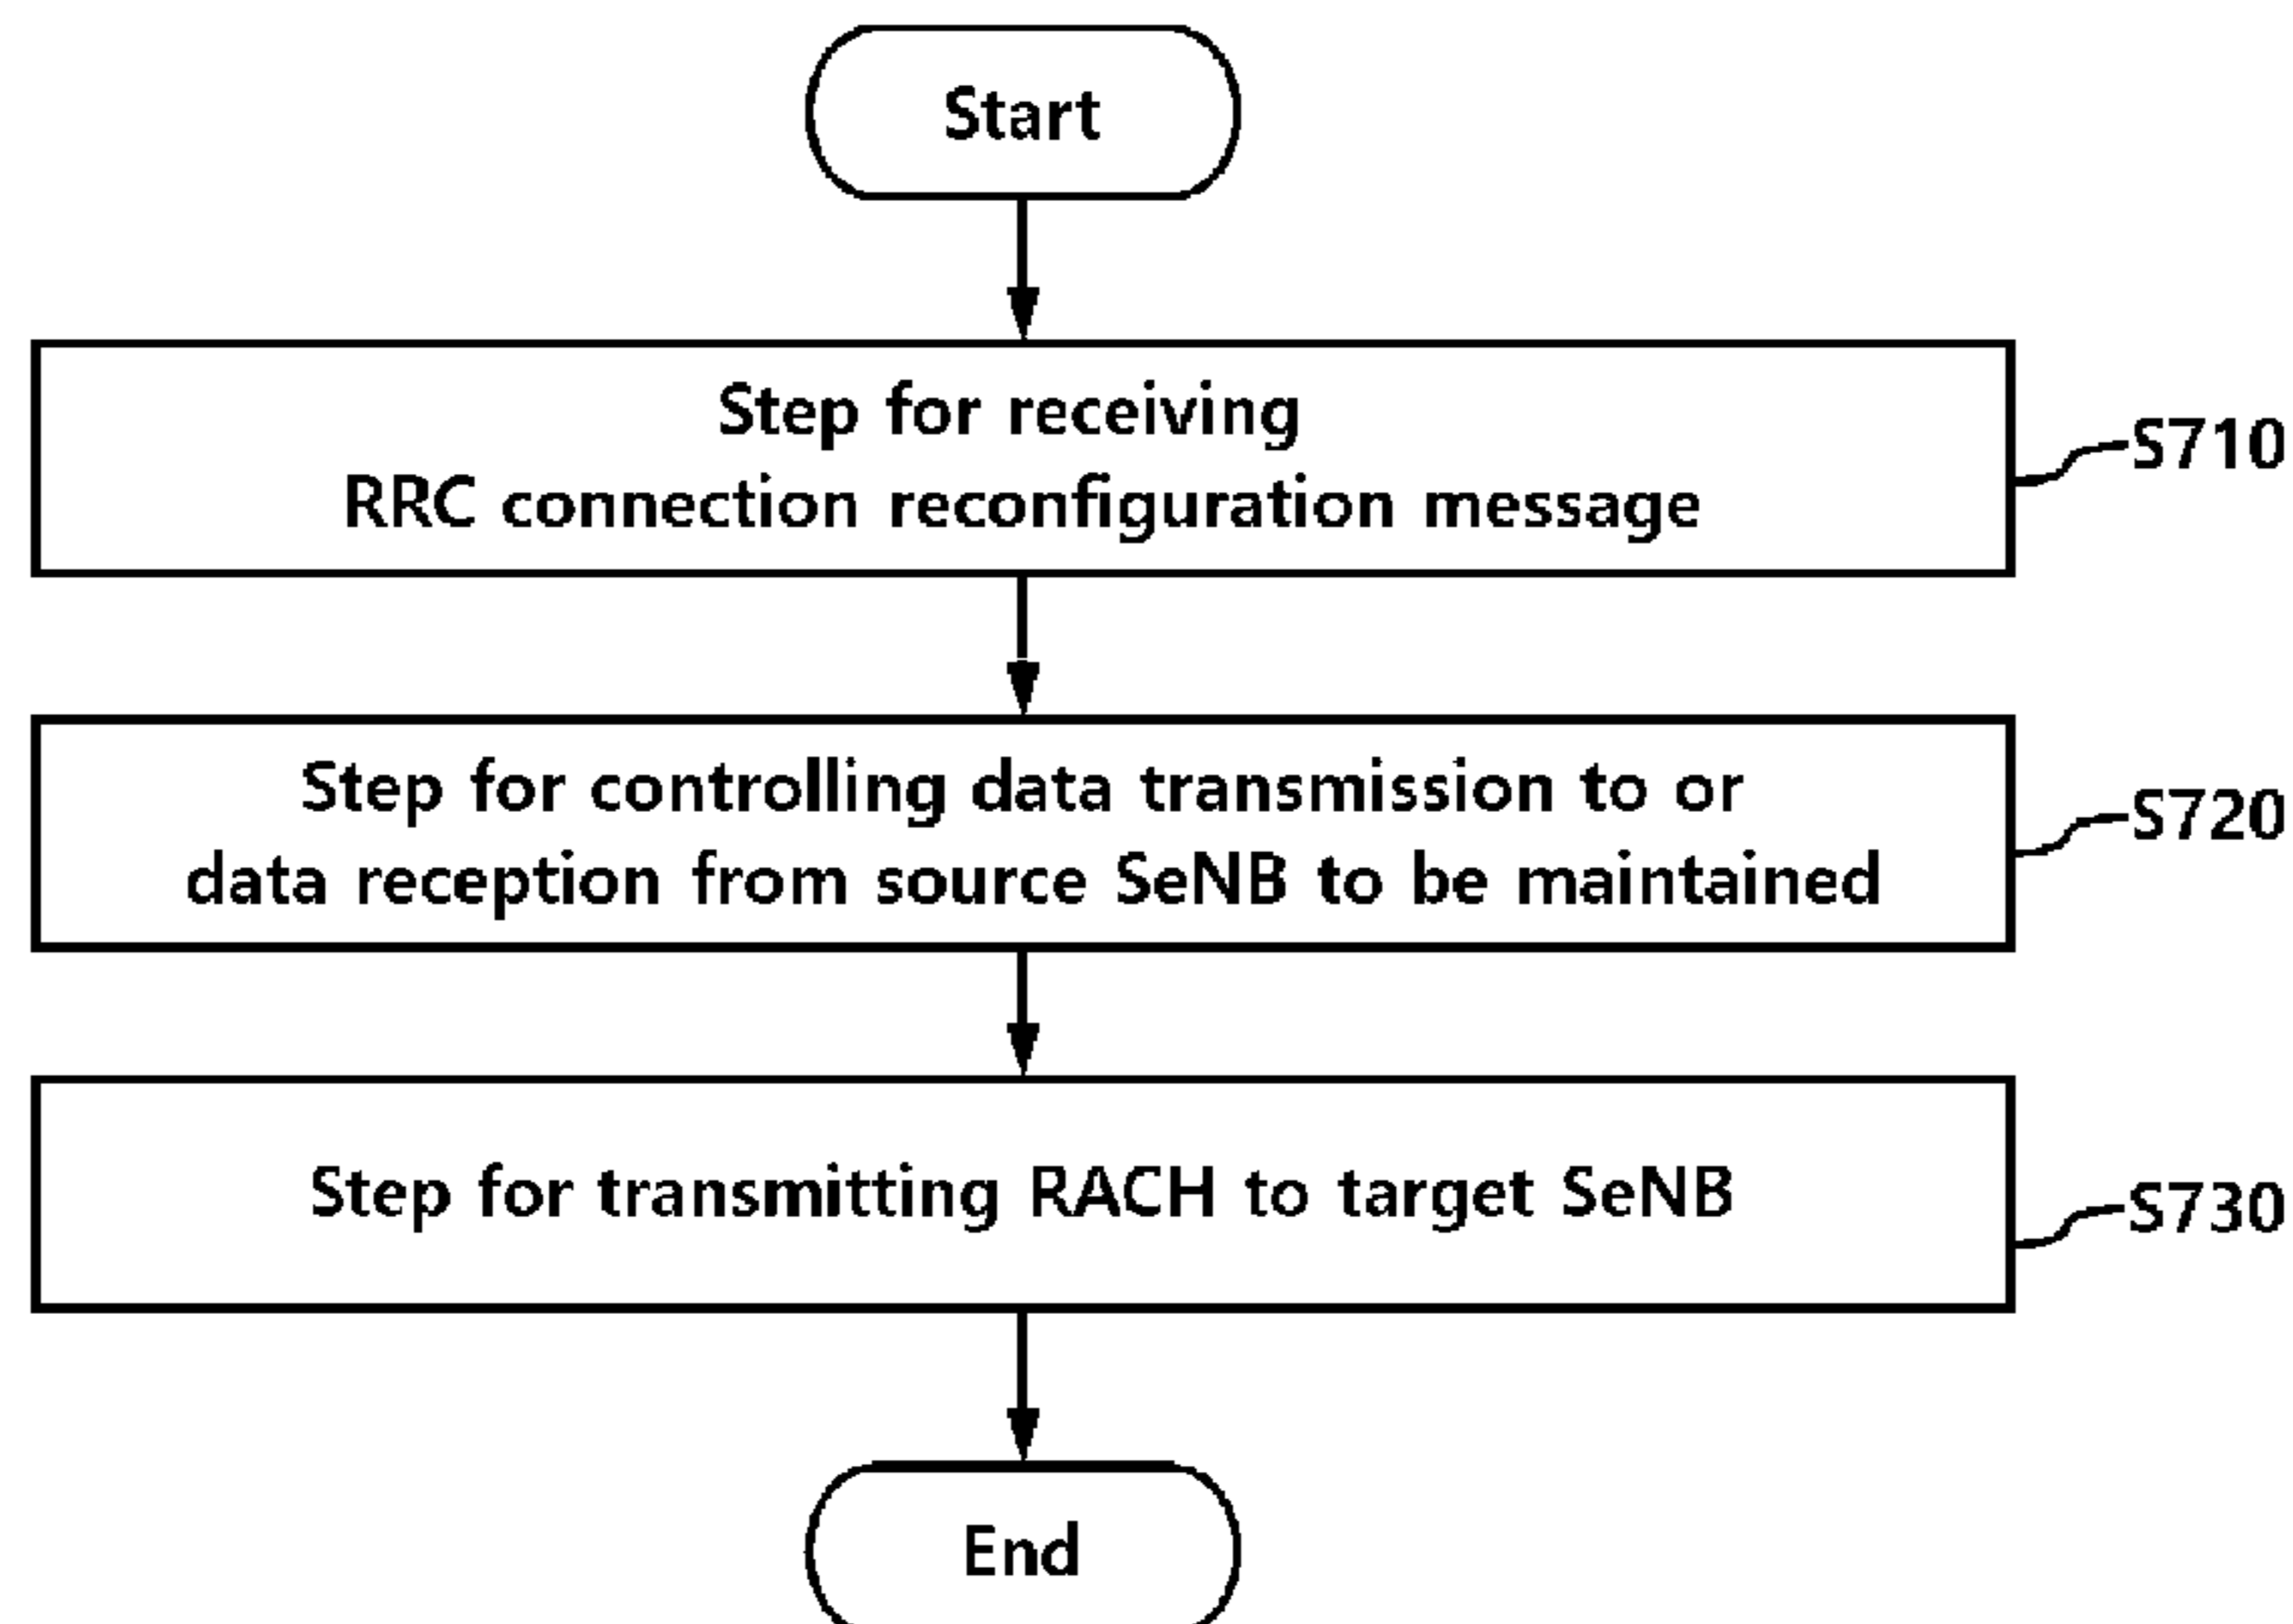 Start
Step for receiving
RRC connection reconfiguration message
S710
Step for controlling data transmission to or
data reception from source SeNB to be maintained
S720
Step for transmitting RACH to target SeNB
S730
End